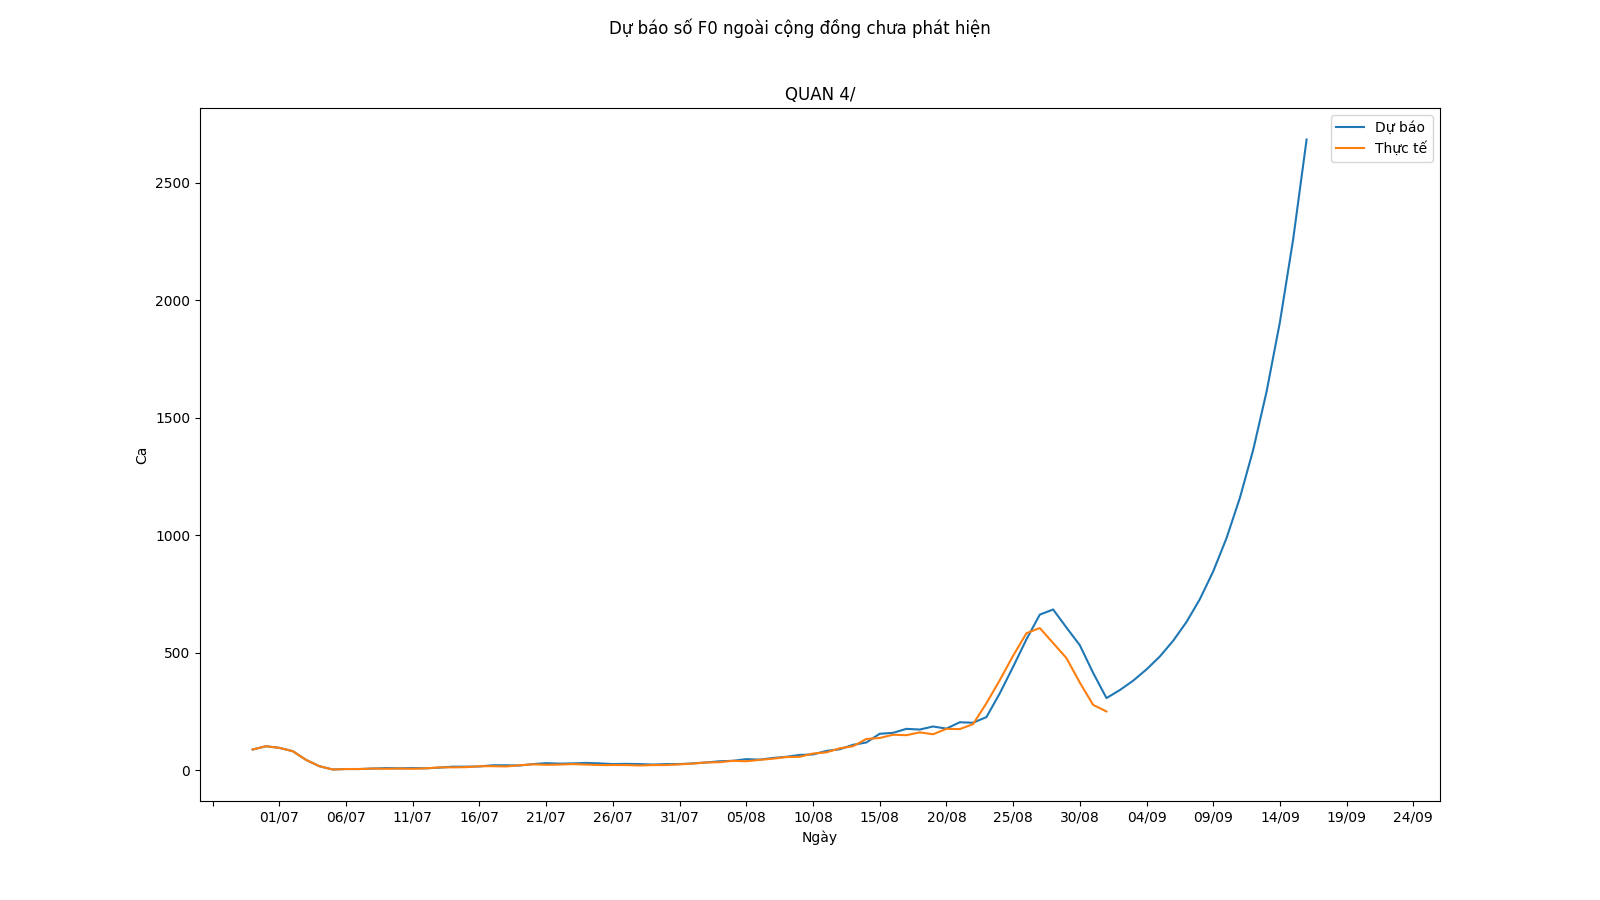 Dự báo số F0 ngoài cộng đồng chưa phát hiện
QUAN 4/
Dự báo
Thực tế
2500
2000
1500
1000
500
0
Ca
01/07 06/07 11/07 16/07 21/07 26/07 31/07 05/08 10/08 15/08 20/08 25/08 30/08 04/09 09/09 14/09 19/09 24/09
Ngày